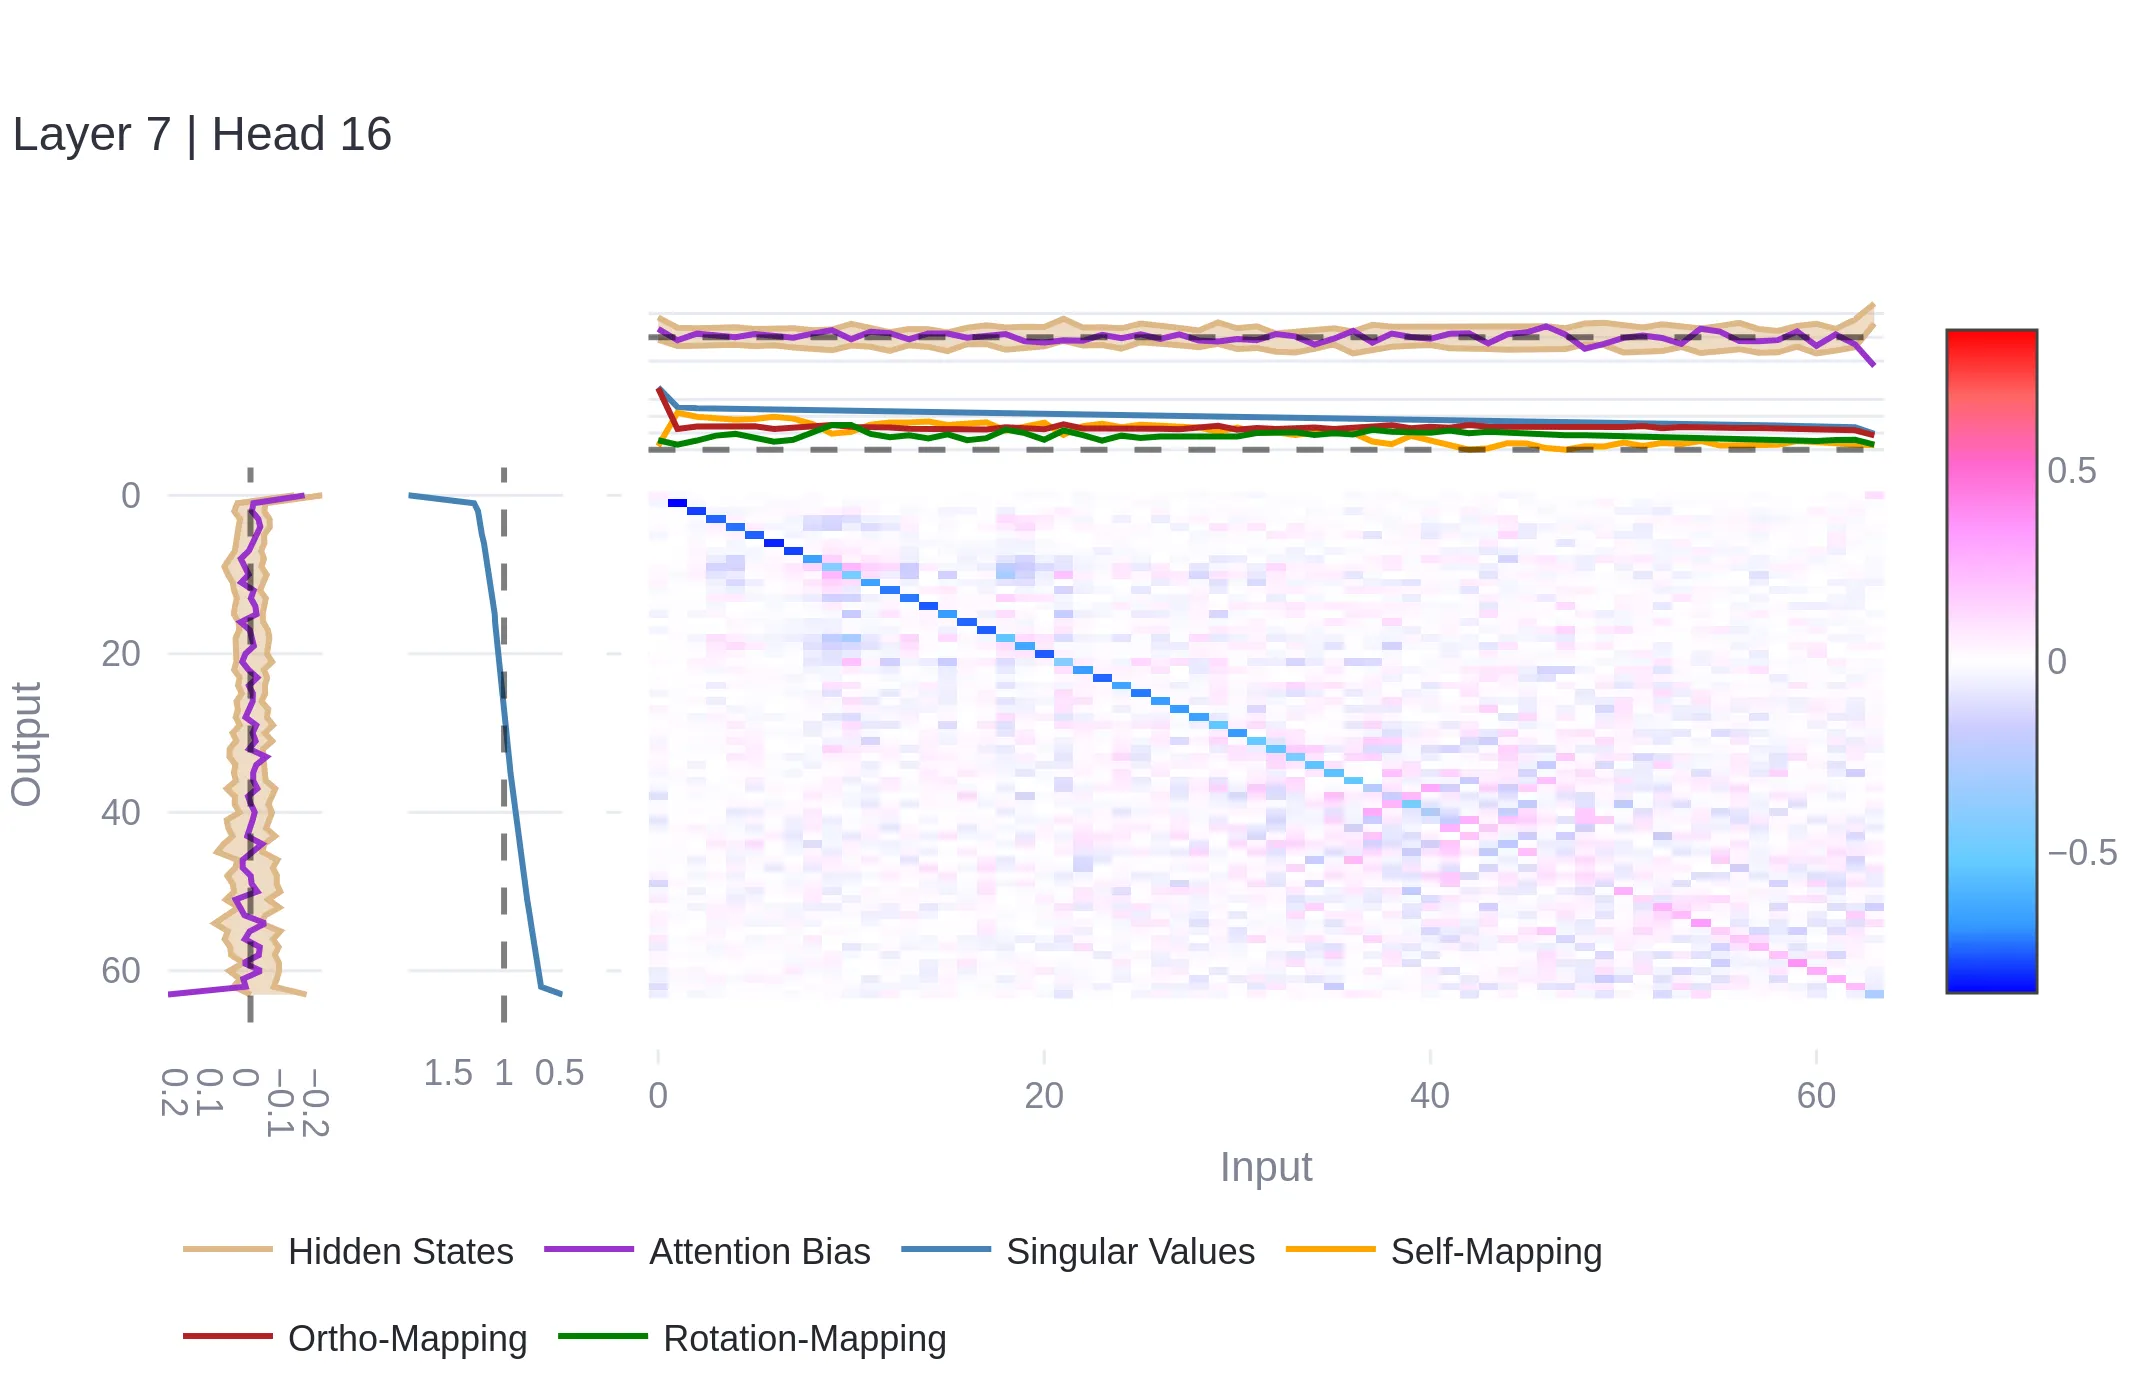 Layer 7 | Head 16
0
20
40
60
Output
0.2
0.1
0
−0.1
−0.2
1.5
1
0.5
0
20
40
60
Input
0.5
0
−0.5
Hidden States
Attention Bias
Singular Values
Self-Mapping
Ortho-Mapping
Rotation-Mapping